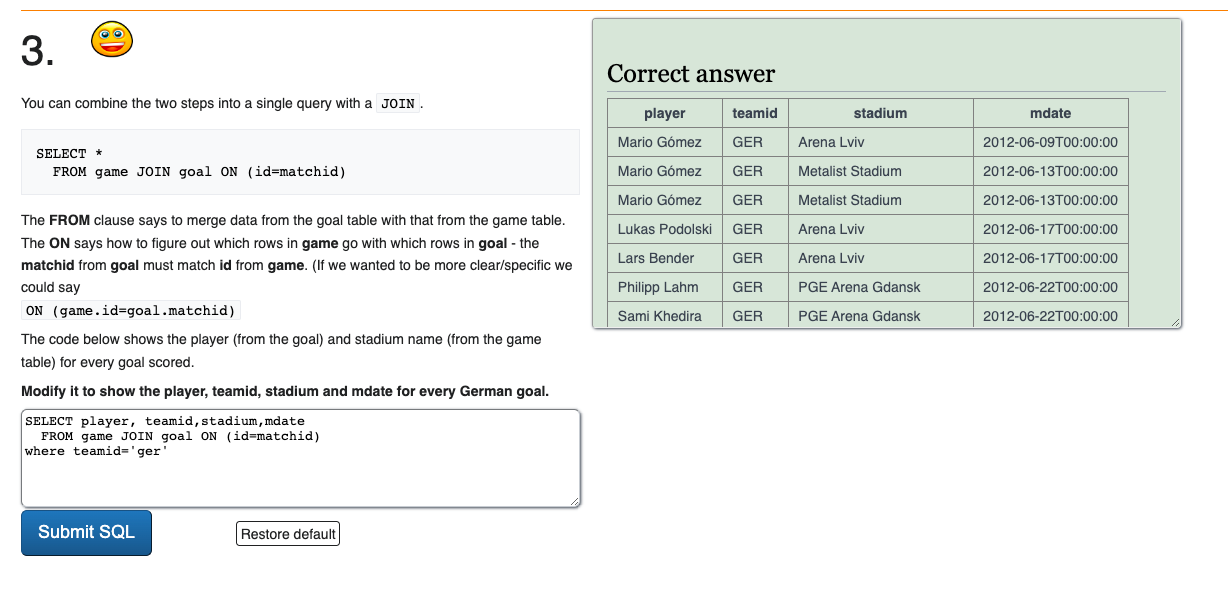 3.
You can combine the two steps into a single query with a JOIN.
SELECT *
  FROM game JOIN goal ON (id=matchid)
The FROM clause says to merge data from the goal table with that from the game table.
The ON says how to figure out which rows in game go with which rows in goal - the
matchid from goal must match id from game. (If we wanted to be more clear/specific we
could say
ON (game.id=goal.matchid)
The code below shows the player (from the goal) and stadium name (from the game
table) for every goal scored.
Modify it to show the player, teamid, stadium and mdate for every German goal.
SELECT player, teamid,stadium,mdate
  FROM game JOIN goal ON (id=matchid)
where teamid='ger'
Submit SQL
Restore default
Correct answer
player teamid stadium mdate
Mario Gómez GER Arena Lviv 2012-06-09T00:00:00
Mario Gómez GER Metalist Stadium 2012-06-13T00:00:00
Mario Gómez GER Metalist Stadium 2012-06-13T00:00:00
Lukas Podolski GER Arena Lviv 2012-06-17T00:00:00
Lars Bender GER Arena Lviv 2012-06-17T00:00:00
Philipp Lahm GER PGE Arena Gdansk 2012-06-22T00:00:00
Sami Khedira GER PGE Arena Gdansk 2012-06-22T00:00:00